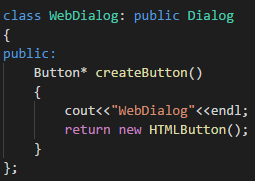 class WebDialog: public Dialog
{
public:
    Button* createButton()
    {
        cout<<"WebDialog"<<endl;
        return new HTMLButton();
    }
};